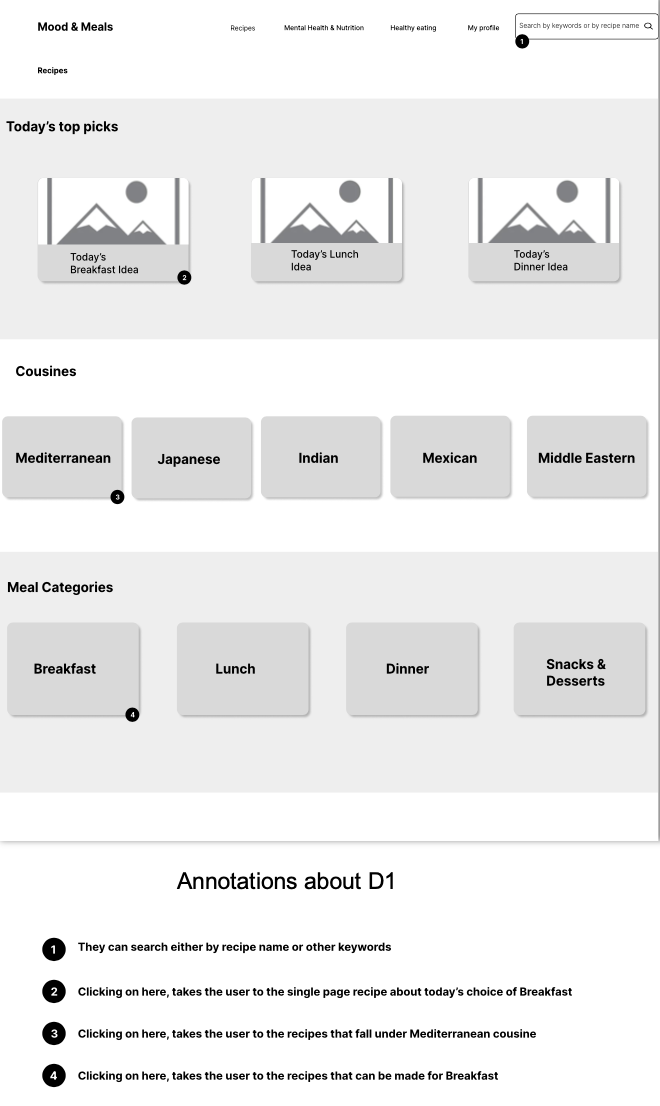 Mood & Meals
Recipes
Mental Health & Nutrition
Healthy eating
My profile
Search by keywords or by recipe name
1
Recipes
Today's top picks
Today's
Breakfast Idea
2
Today's Lunch
Idea
Today's
Dinner Idea
Cousines
Mediterranean
3
Japanese
Indian
Mexican
Middle Eastern
Meal Categories
Breakfast
4
Lunch
Dinner
Snacks &
Desserts
Annotations about D1
1 They can search either by recipe name or other keywords
2 Clicking on here, takes the user to the single page recipe about today's choice of Breakfast
3 Clicking on here, takes the user to the recipes that fall under Mediterranean cousine
4 Clicking on here, takes the user to the recipes that can be made for Breakfast